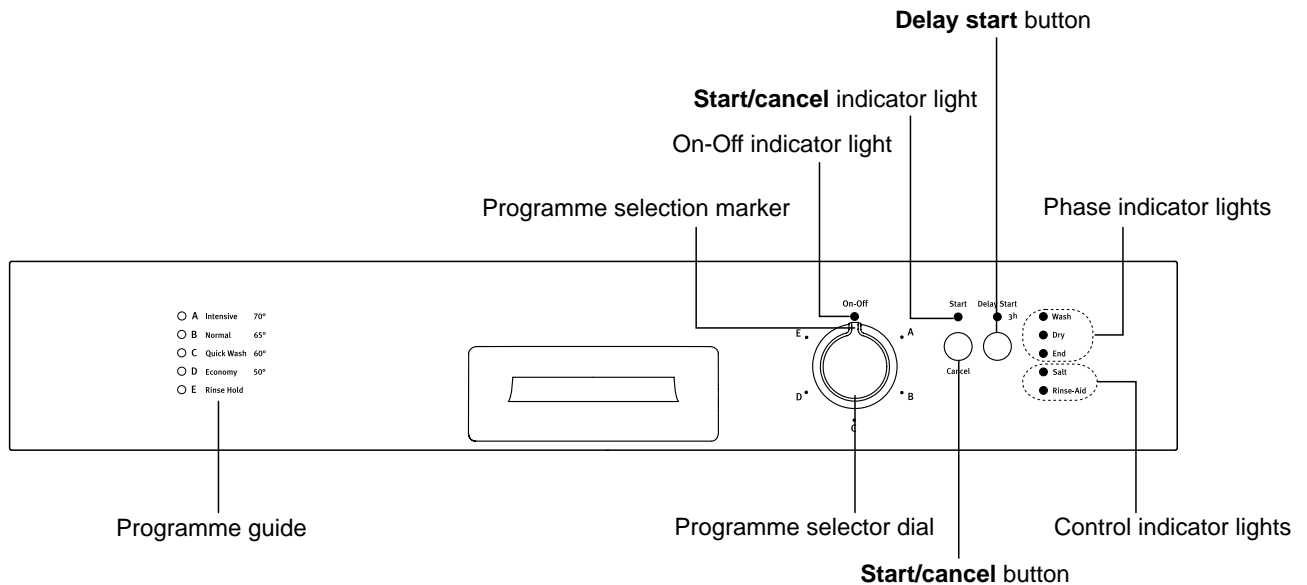 Delay start button
Start/cancel indicator light
On-Off indicator light
Programme selection marker
Phase indicator lights
A Intensive 70°
B Normal 65°
C Quick Wash 60°
D Economy 50°
E Rinse Hold
On-Off
E
A
D
B
C
Start
Cancel
Delay Start
3h
Wash
Dry
End
Salt
Rinse-Aid
Programme guide
Programme selector dial
Control indicator lights
Start/cancel button